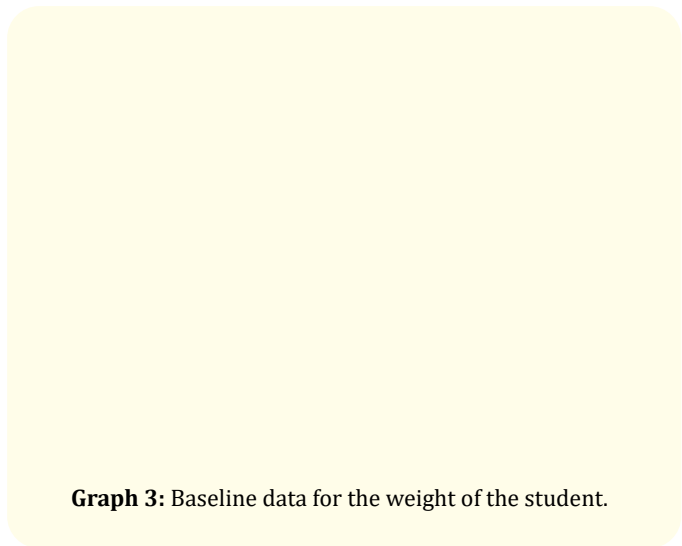 Graph 3: Baseline data for the weight of the student.